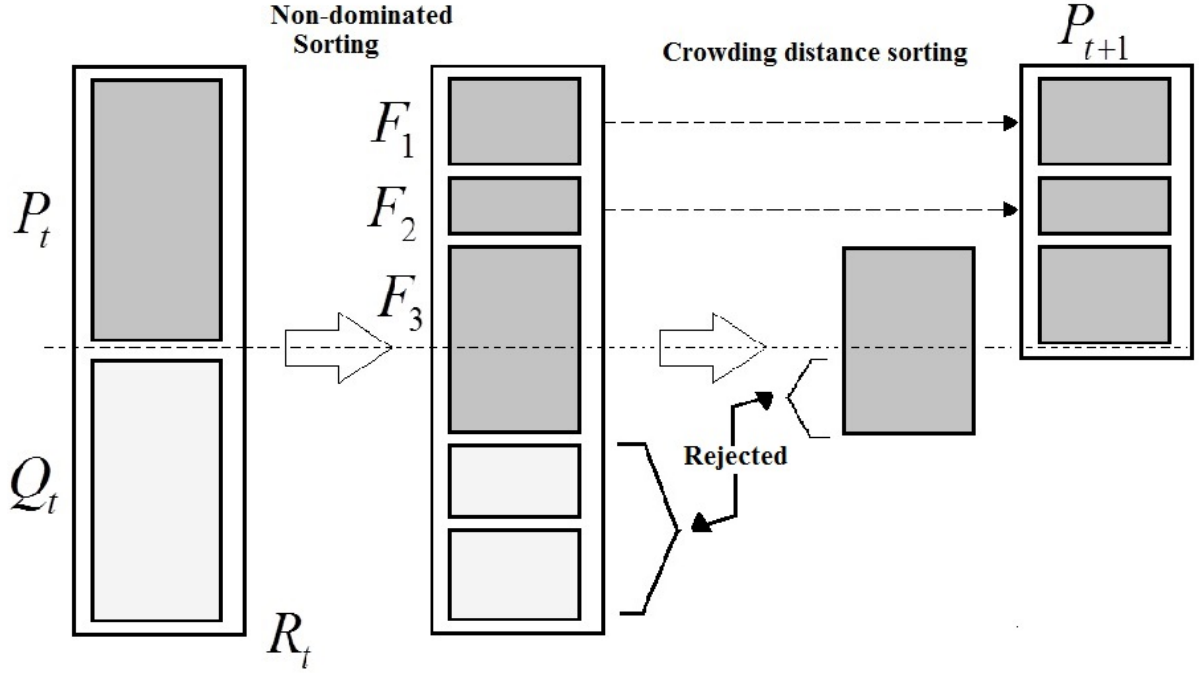 Non-dominated
Sorting
Crowding distance sorting
P_{t+1}
F_1
P_t
F_2
F_3
Rejected
Q_t
R_t